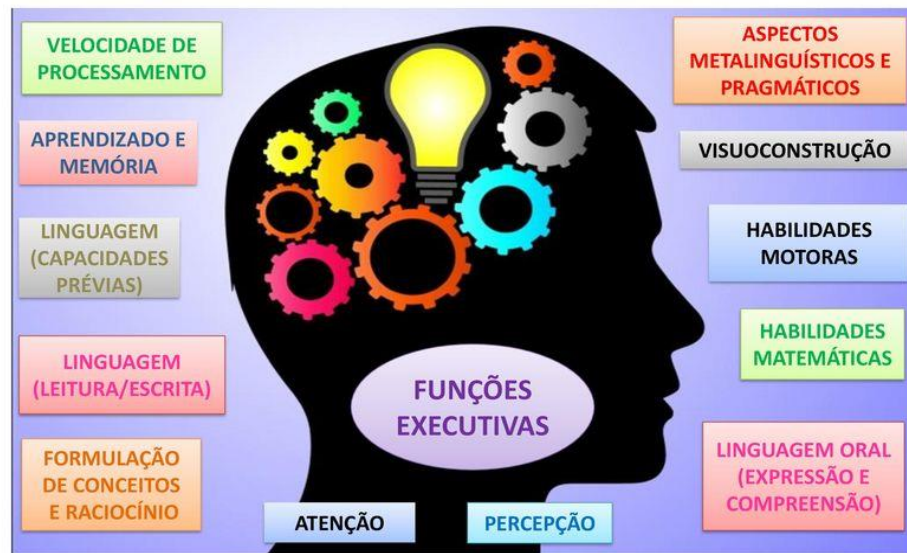 VELOCIDADE DE
PROCESSAMENTO
APRENDIZADO E
MEMÓRIA
LINGUAGEM
(CAPACIDADES
PRÉVIAS)
LINGUAGEM
(LEITURA/ESCRITA)
FORMULAÇÃO
DE CONCEITOS
E RACIOCÍNIO
FUNÇÕES
EXECUTIVAS
ATENÇÃO
PERCEPÇÃO
ASPECTOS
METALINGUÍSTICOS E
PRAGMÁTICOS
VISUOCONSTRUÇÃO
HABILIDADES
MOTORAS
HABILIDADES
MATEMÁTICAS
LINGUAGEM ORAL
(EXPRESSÃO E
COMPREENSÃO)